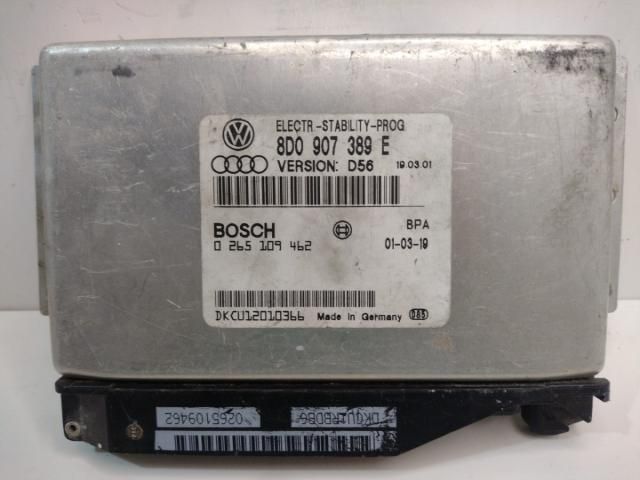 ELECTR.-STABILITY-PROG.
8D0 907 389 E
VERSION: D56 19.03.01
BOSCH BPA
0 265 109 462 01-03-19
DKCU12010366 Made in Germany 085
0265109462